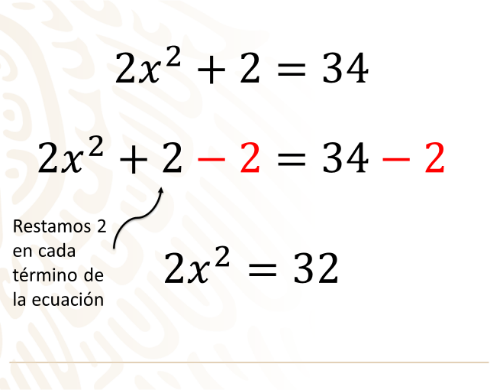 2x² + 2 = 34
2x² + 2 − 2 = 34 − 2
Restamos 2
en cada
término de
la ecuación
2x² = 32